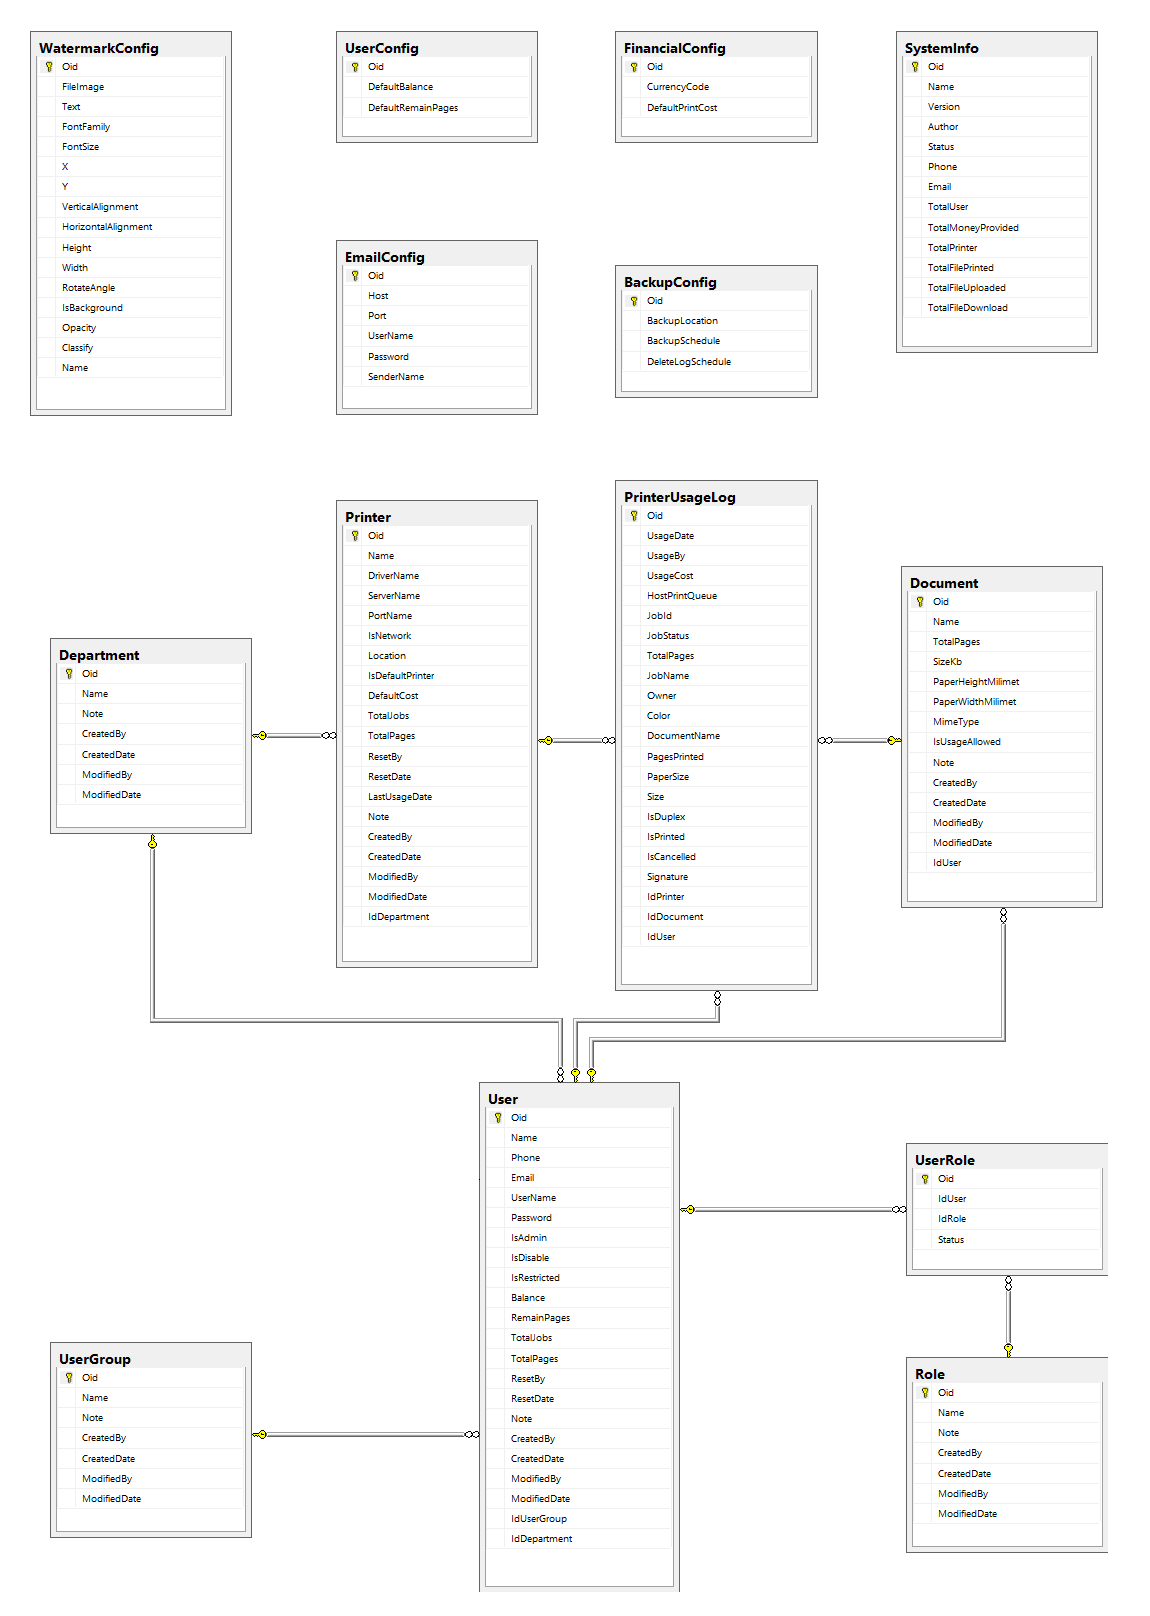 WatermarkConfig
Oid
FileImage
Text
FontFamily
FontSize
X
Y
VerticalAlignment
HorizontalAlignment
Height
Width
RotateAngle
IsBackground
Opacity
Classify
Name
UserConfig
Oid
DefaultBalance
DefaultRemainPages
FinancialConfig
Oid
CurrencyCode
DefaultPrintCost
SystemInfo
Oid
Name
Version
Author
Status
Phone
Email
TotalUser
TotalMoneyProvided
TotalPrinter
TotalFilePrinted
TotalFileUploaded
TotalFileDownload
EmailConfig
Oid
Host
Port
UserName
Password
SenderName
BackupConfig
Oid
BackupLocation
BackupSchedule
DeleteLogSchedule
Department
Oid
Name
Note
CreatedBy
CreatedDate
ModifiedBy
ModifiedDate
Printer
Oid
Name
DriverName
ServerName
PortName
IsNetwork
Location
IsDefaultPrinter
DefaultCost
TotalJobs
TotalPages
ResetBy
ResetDate
LastUsageDate
Note
CreatedBy
CreatedDate
ModifiedBy
ModifiedDate
IdDepartment
PrinterUsageLog
Oid
UsageDate
UsageBy
UsageCost
HostPrintQueue
JobId
JobStatus
TotalPages
JobName
Owner
Color
DocumentName
PagesPrinted
PaperSize
Size
IsDuplex
IsPrinted
IsCancelled
Signature
IdPrinter
IdDocument
IdUser
Document
Oid
Name
TotalPages
SizeKb
PaperHeightMilimet
PaperWidthMilimet
MimeType
IsUsageAllowed
Note
CreatedBy
CreatedDate
ModifiedBy
ModifiedDate
IdUser
User
Oid
Name
Phone
Email
UserName
Password
IsAdmin
IsDisable
IsRestricted
Balance
RemainPages
TotalJobs
TotalPages
ResetBy
ResetDate
Note
CreatedBy
CreatedDate
ModifiedBy
ModifiedDate
IdUserGroup
IdDepartment
UserRole
Oid
IdUser
IdRole
Status
UserGroup
Oid
Name
Note
CreatedBy
CreatedDate
ModifiedBy
ModifiedDate
Role
Oid
Name
Note
CreatedBy
CreatedDate
ModifiedBy
ModifiedDate